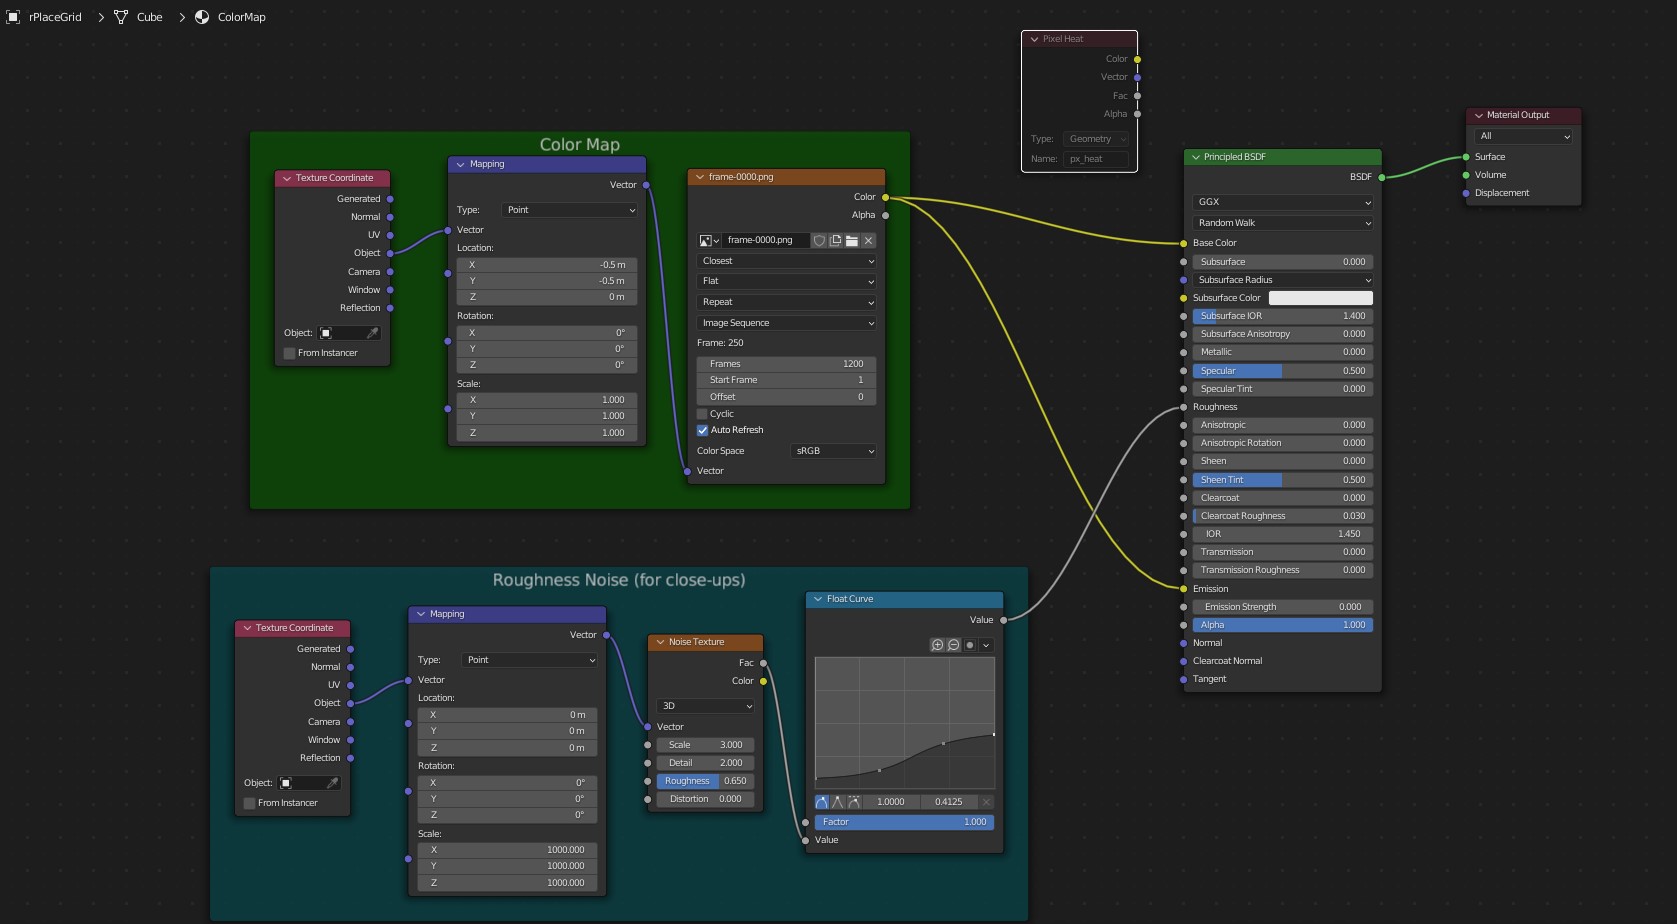 rPlaceGrid > Cube > ColorMap
Pixel Heat
Color
Vector
Fac
Alpha
Type: Geometry
Name: px_heat
Material Output
All
Surface
Volume
Displacement
Color Map
Texture Coordinate
Generated
Normal
UV
Object
Camera
Window
Reflection
Object:
From Instancer
Mapping
Vector
Type: Point
Vector
Location:
X -0.5 m
Y -0.5 m
Z 0 m
Rotation:
X 0°
Y 0°
Z 0°
Scale:
X 1.000
Y 1.000
Z 1.000
frame-0000.png
Color
Alpha
frame-0000.png
Closest
Flat
Repeat
Image Sequence
Frame: 250
Frames 1200
Start Frame 1
Offset 0
Cyclic
Auto Refresh
Color Space sRGB
Vector
Principled BSDF
BSDF
GGX
Random Walk
Base Color
Subsurface 0.000
Subsurface Radius
Subsurface Color
Subsurface IOR 1.400
Subsurface Anisotropy 0.000
Metallic 0.000
Specular 0.500
Specular Tint 0.000
Roughness
Anisotropic 0.000
Anisotropic Rotation 0.000
Sheen 0.000
Sheen Tint 0.500
Clearcoat 0.000
Clearcoat Roughness 0.030
IOR 1.450
Transmission 0.000
Transmission Roughness 0.000
Emission
Emission Strength 0.000
Alpha 1.000
Normal
Clearcoat Normal
Tangent
Roughness Noise (for close-ups)
Texture Coordinate
Generated
Normal
UV
Object
Camera
Window
Reflection
Object:
From Instancer
Mapping
Vector
Type: Point
Vector
Location:
X 0 m
Y 0 m
Z 0 m
Rotation:
X 0°
Y 0°
Z 0°
Scale:
X 1000.000
Y 1000.000
Z 1000.000
Noise Texture
Fac
Color
3D
Vector
Scale 3.000
Detail 2.000
Roughness 0.650
Distortion 0.000
Float Curve
Value
1.0000 0.4125
Factor 1.000
Value